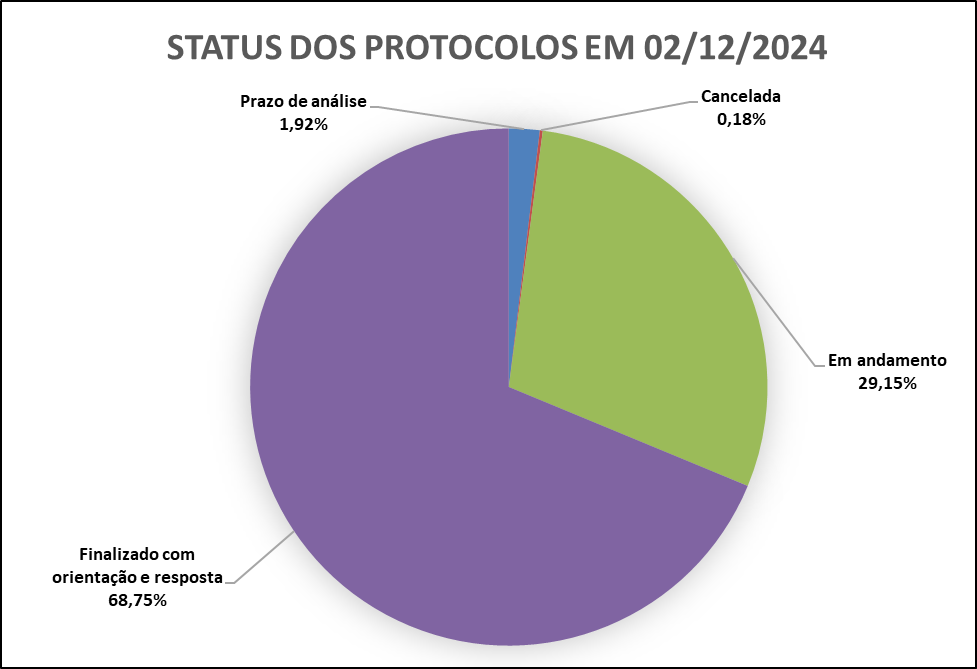 STATUS DOS PROTOCOLOS EM 02/12/2024
Prazo de análise
1,92%
Cancelada
0,18%
Em andamento
29,15%
Finalizado com
orientação e resposta
68,75%